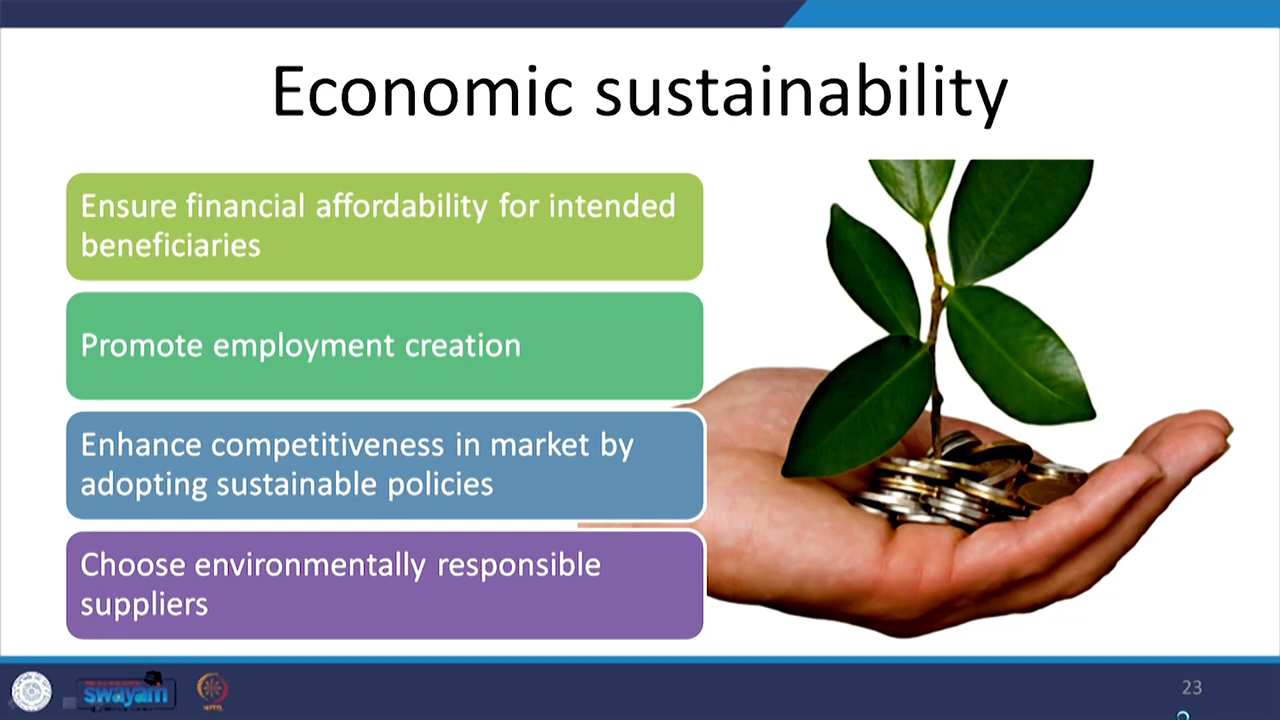 Economic sustainability
Ensure financial affordability for intended
beneficiaries
Promote employment creation
Enhance competitiveness in market by
adopting sustainable policies
Choose environmentally responsible
suppliers
swayam
23